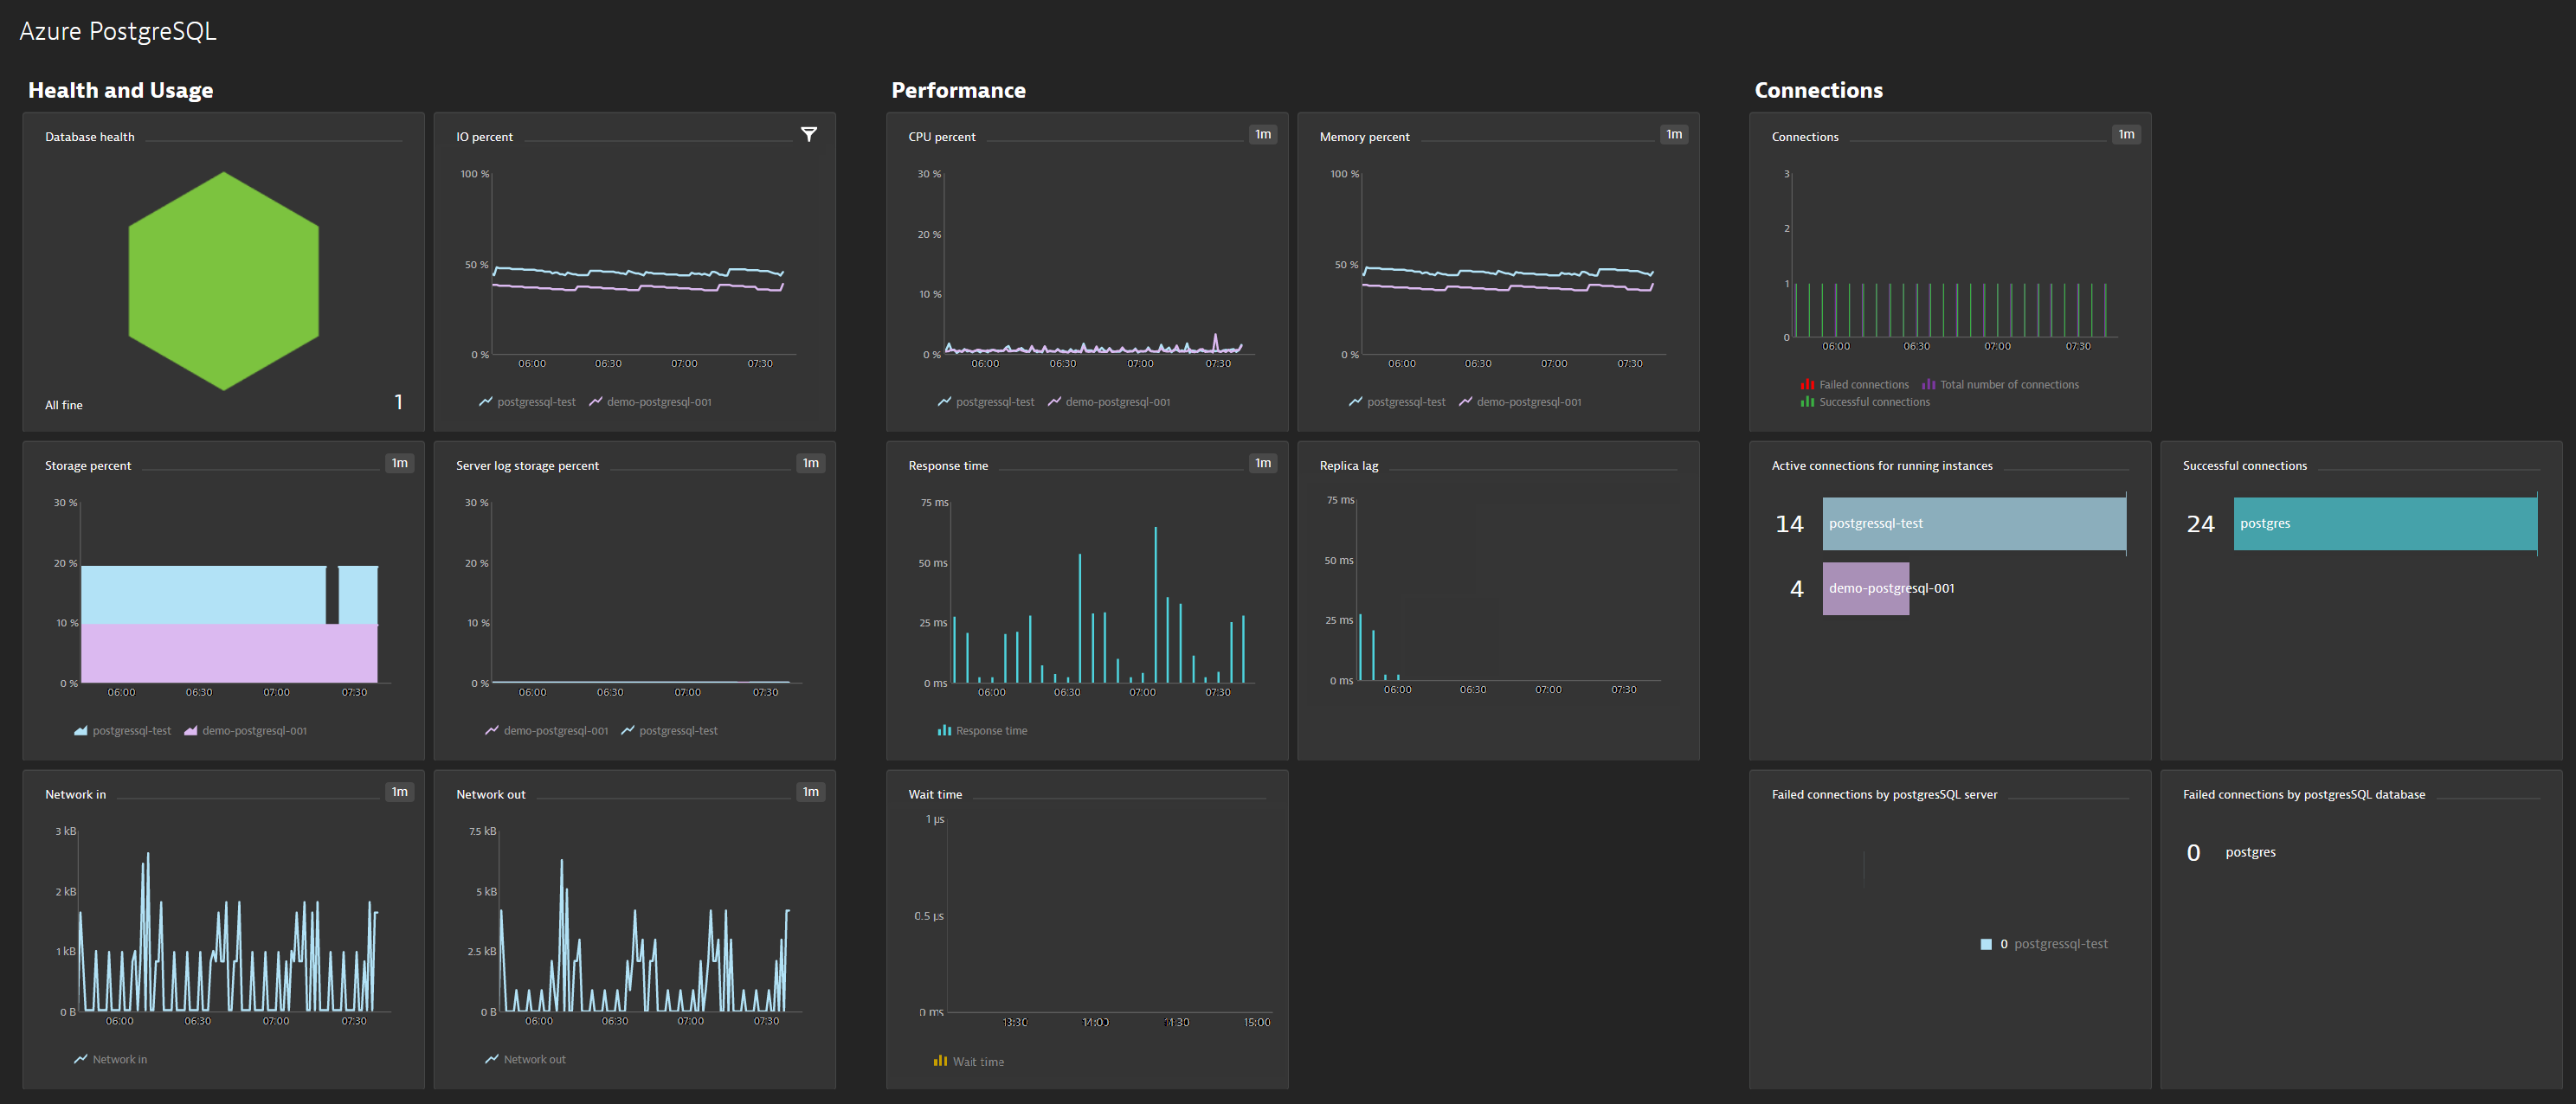 Azure PostgreSQL
Health and Usage
Performance
Connections
Database health
All fine
1
IO percent
100 %
50 %
0 %
06:00 06:30 07:00 07:30
postgressql-test demo-postgresql-001
CPU percent
1m
30 %
20 %
10 %
0 %
06:00 06:30 07:00 07:30
postgressql-test demo-postgresql-001
Memory percent
1m
100 %
50 %
0 %
06:00 06:30 07:00 07:30
postgressql-test demo-postgresql-001
Connections
1m
3
2
1
0
06:00 06:30 07:00 07:30
Failed connections Total number of connections
Successful connections
Storage percent
1m
30 %
20 %
10 %
0 %
06:00 06:30 07:00 07:30
postgressql-test demo-postgresql-001
Server log storage percent
1m
30 %
20 %
10 %
0 %
06:00 06:30 07:00 07:30
demo-postgresql-001 postgressql-test
Response time
1m
75 ms
50 ms
25 ms
0 ms
06:00 06:30 07:00 07:30
Response time
Replica lag
75 ms
50 ms
25 ms
0 ms
06:00 06:30 07:00 07:30
Active connections for running instances
14 postgressql-test
4 demo-postgresql-001
Successful connections
24 postgres
Network in
1m
3 kB
2 kB
1 kB
0 B
06:00 06:30 07:00 07:30
Network in
Network out
1m
7.5 kB
5 kB
2.5 kB
0 B
06:00 06:30 07:00 07:30
Network out
Wait time
1 µs
0.5 µs
0 ms
13:30 14:00 14:30 15:00
Wait time
Failed connections by postgresSQL server
0 postgressql-test
Failed connections by postgresSQL database
0 postgres